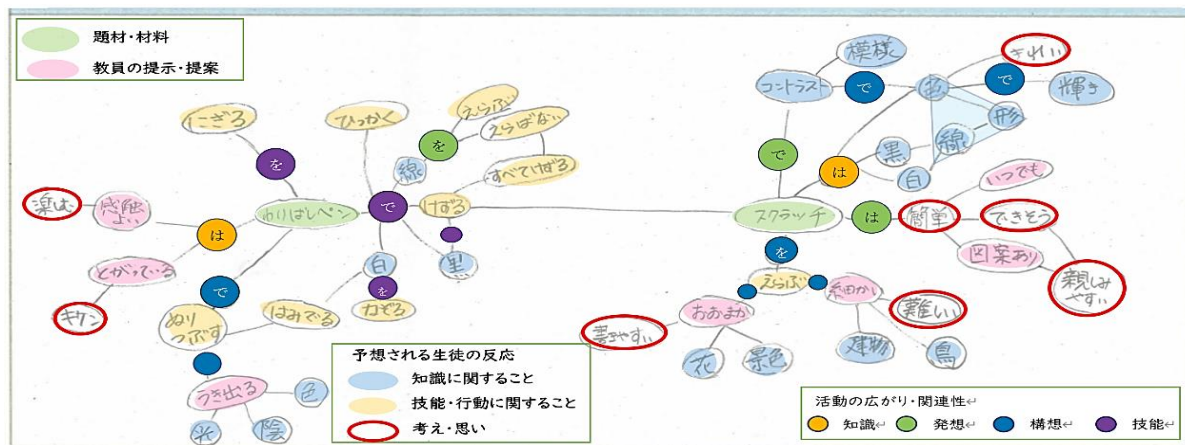 題材・材料
教員の提示・提案
にぎる
ひっかく
えらぶ
えらばない
すべてけずる
を
を
線
楽しむ
感触よい
は
わりばしペン
で
けずる
とがっている
キケン
で
白
黒
を
なぞる
ぬりつぶす
はみでる
うき出る
色
光
陰
模様
きれい
コントラスト
で
色
で
輝き
形
線
黒
白
で
は
いつでも
スクラッチ
は
簡単
できそう
図案あり
親しみやすい
を
えらぶ
細かい
難しい
おおまか
書きやすい
花
景色
建物
鳥
予想される生徒の反応
知識に関すること
技能・行動に関すること
考え・思い
活動の広がり・関連性
知識
発想
構想
技能